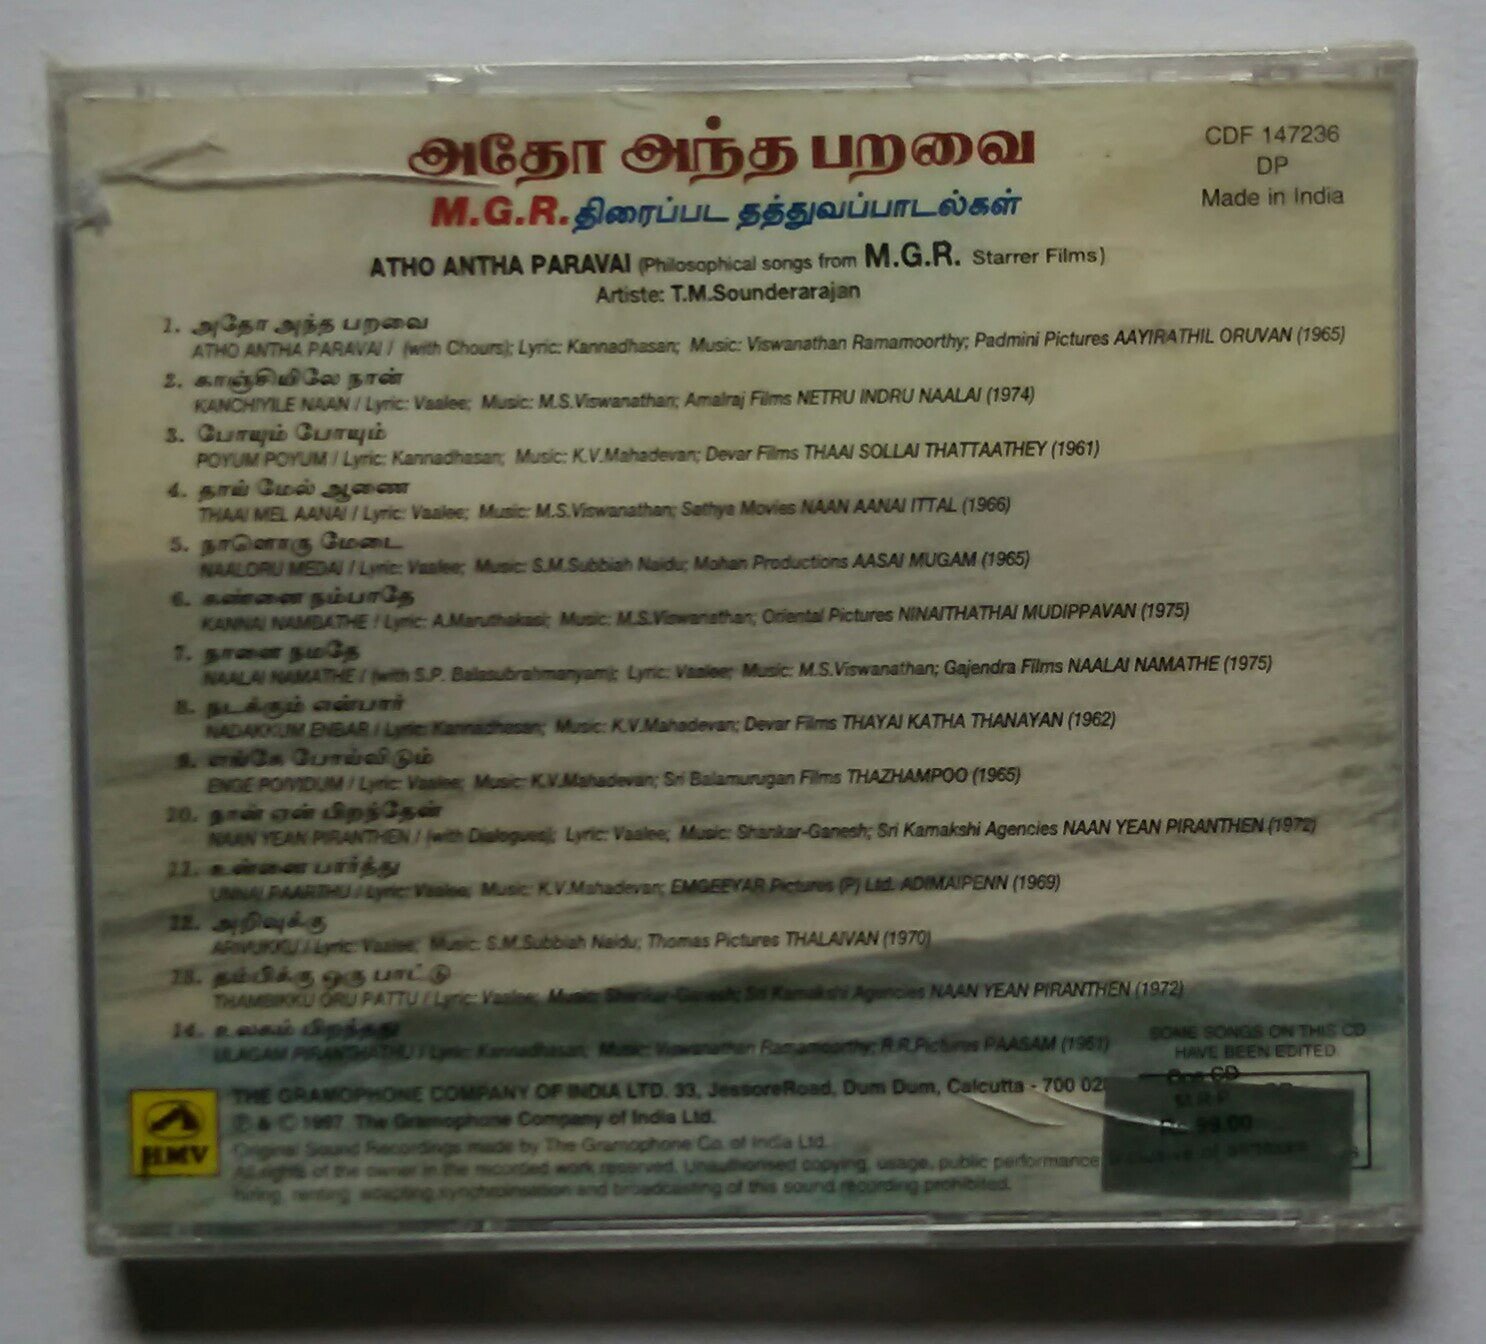 அதோ அந்த பறவை
M.G.R. திரைப்பட தத்துவப்பாடல்கள்
CDF 147236
DP
Made in India
ATHO ANTHA PARAVAI (Philosophical songs from M.G.R. Starrer Films)
Artiste: T.M.Sounderarajan
1. அதோ அந்த பறவை
ATHO ANTHA PARAVAI / (with Chours); Lyric: Kannadhasan; Music: Viswanathan Ramamoorthy; Padmini Pictures AAYIRATHIL ORUVAN (1965)
2. காஞ்சியிலே நான்
KANCHIYILE NAAN / Lyric: Vaalee; Music: M.S.Viswanathan; Amalraj Films NETRU INDRU NAALAI (1974)
3. போயும் போயும்
POYUM POYUM / Lyric: Kannadhasan; Music: K.V.Mahadevan; Devar Films THAAI SOLLAI THATTAATHEY (1961)
4. தாய் மேல் ஆணை
THAAI MEL AANAI / Lyric: Vaalee; Music: M.S.Viswanathan; Sathya Movies NAAN AANAI ITTAL (1966)
5. நாளொரு மேடை
NAALORU MEDAI / Lyric: Vaalee; Music: S.M.Subbiah Naidu; Mohan Productions AASAI MUGAM (1965)
6. கண்ணை நம்பாதே
KANNAI NAMBATHE / Lyric: A.Maruthakasi; Music: M.S.Viswanathan; Oriental Pictures NINAITHATHAI MUDIPPAVAN (1975)
7. நாளை நமதே
NAALAI NAMATHE / (with S.P. Balasubrahmanyam); Lyric: Vaalee; Music: M.S.Viswanathan; Gajendra Films NAALAI NAMATHE (1975)
8. நடக்கும் என்பார்
NADAKKUM ENBAR / Lyric: Kannadhasan; Music: K.V.Mahadevan; Devar Films THAYAI KATHA THANAYAN (1962)
9. எங்கே போய்விடும்
ENGE POIVIDUM / Lyric: Vaalee; Music: K.V.Mahadevan; Sri Balamurugan Films THAZHAMPOO (1965)
10. நான் ஏன் பிறந்தேன்
NAAN YEAN PIRANTHEN / (with Dialogues); Lyric: Vaalee; Music: Shankar-Ganesh; Sri Kamakshi Agencies NAAN YEAN PIRANTHEN (1972)
11. உன்னை பார்த்து
UNNAI PAARTHU / Lyric: Vaalee; Music: K.V.Mahadevan; EMGEEYAR Pictures (P) Ltd. ADIMAIPENN (1969)
12. அறிவுக்கு
ARIVUKKU / Lyric: Vaalee; Music: S.M.Subbiah Naidu; Thomas Pictures THALAIVAN (1970)
13. தம்பிக்கு ஒரு பாட்டு
THAMBIKKU ORU PATTU / Lyric: Vaalee; Music: Shankar-Ganesh; Sri Kamakshi Agencies NAAN YEAN PIRANTHEN (1972)
14. உலகம் பிறந்தது
ULAGAM PIRANTHATHU / Lyric: Kannadhasan; Music: Viswanathan Ramamoorthy; R.R.Pictures PAASAM (1961)
SOME SONGS ON THIS CD
HAVE BEEN EDITED
One CD
M.R.P.
Rs. 99.00
HMV
THE GRAMOPHONE COMPANY OF INDIA LTD. 33, JessoreRoad, Dum Dum, Calcutta - 700 02
℗ & © 1997 The Gramophone Company of India Ltd.
Original Sound Recordings made by The Gramophone Co. of India Ltd.
All rights of the owner in the recorded work reserved. Unauthorised copying, usage, public performance
hiring, renting, adapting, synchronisation and broadcasting of this sound recording prohibited.